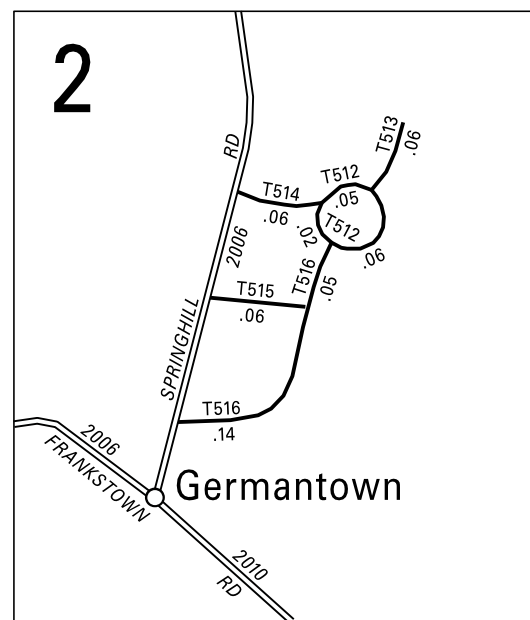 2
RD
T513
.06
T512
.05
T514
.06
.02
T512
.06
2006
T516
.05
T515
.06
SPRINGHILL
T516
.14
2006
FRANKSTOWN
Germantown
2010
RD